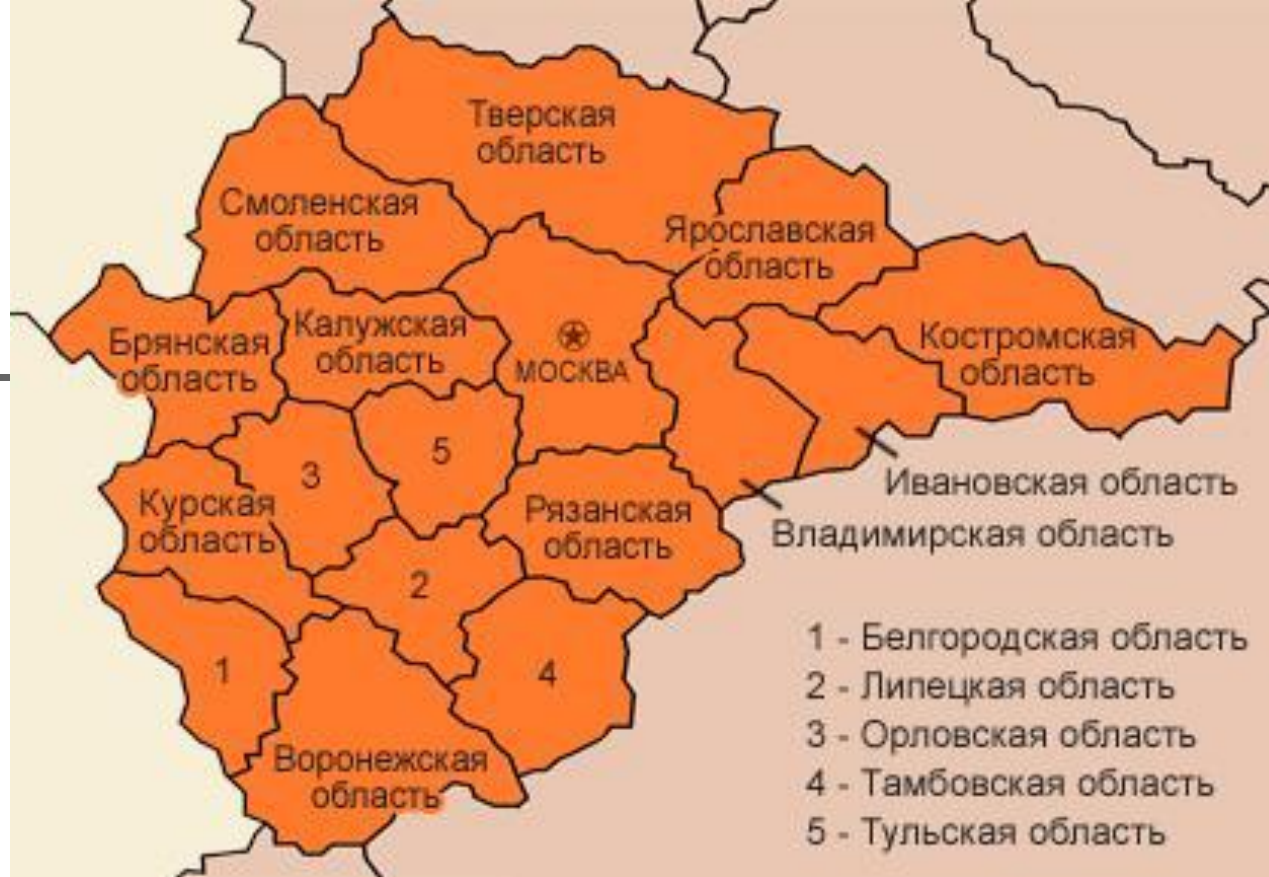 Тверская
область
Смоленская
область
Ярославская
область
Костромская
область
Брянская
область
Калужская
область
МОСКВА
3
5
Ивановская область
Владимирская область
Курская
область
Рязанская
область
2
1
4
Воронежская
область
1 - Белгородская область
2 - Липецкая область
3 - Орловская область
4 - Тамбовская область
5 - Тульская область